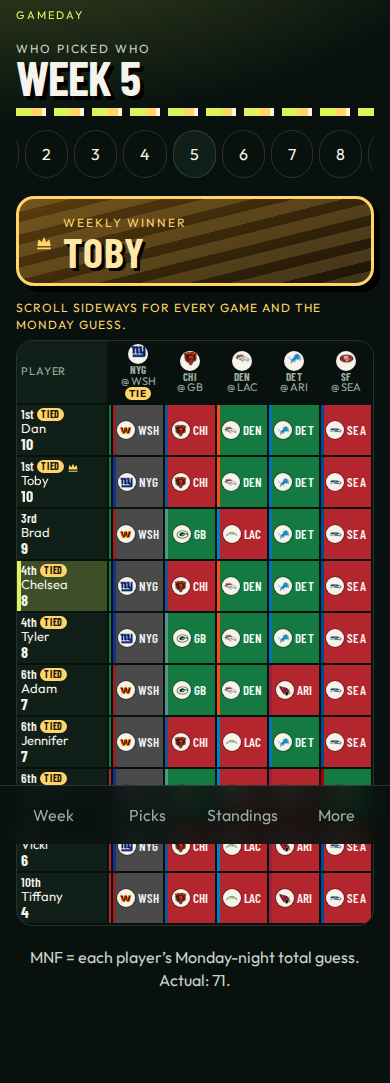 GAMEDAY
WHO PICKED WHO
WEEK 5
2 3 4 5 6 7 8
WEEKLY WINNER
TOBY
SCROLL SIDEWAYS FOR EVERY GAME AND THE
MONDAY GUESS.
PLAYER NYG @WSH TIE CHI @GB DEN @LAC DET @ARI SF @SEA
1st TIED
Dan WSH CHI DEN DET SEA
10
1st TIED
Toby NYG CHI DEN DET SEA
10
3rd
Brad WSH GB LAC DET SEA
9
4th TIED
Chelsea NYG CHI DEN DET SEA
8
4th TIED
Tyler NYG GB DEN DET SEA
8
6th TIED
Adam WSH GB DEN ARI SEA
7
6th TIED
Jennifer WSH CHI LAC DET SEA
7
6th TIED
Week Picks Standings More
Vicki NYG CHI LAC ARI SEA
6
10th
Tiffany WSH CHI LAC ARI SEA
4
MNF = each player's Monday-night total guess.
Actual: 71.